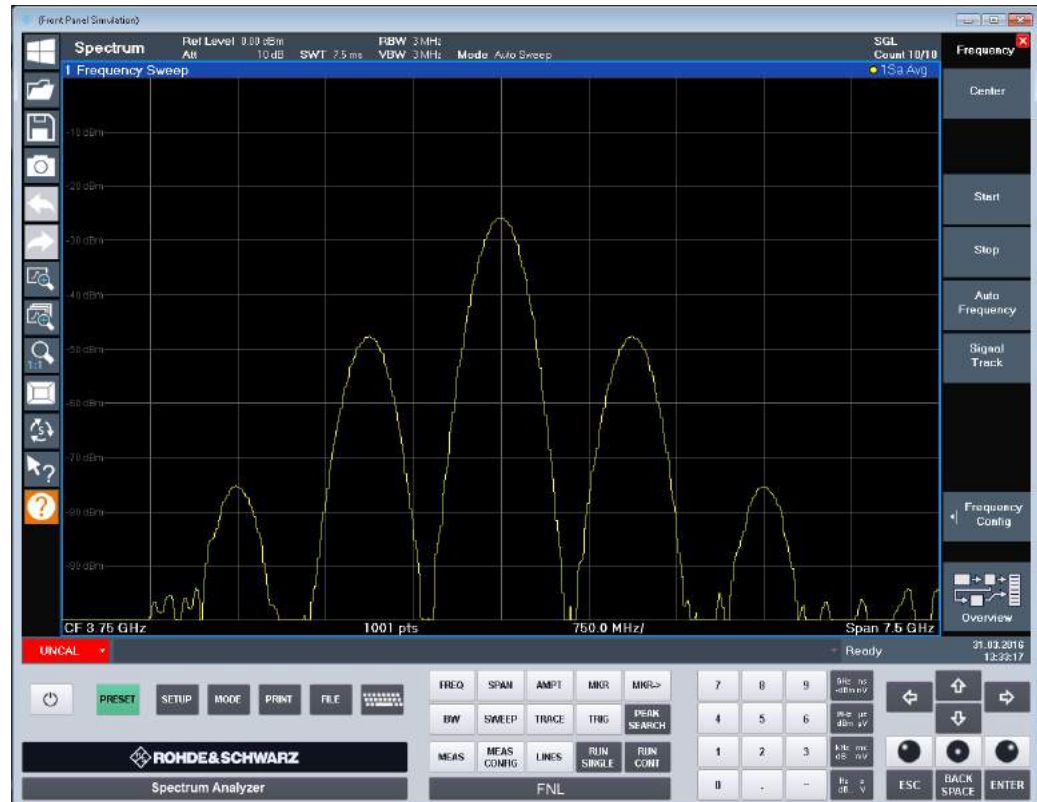 (Front Panel Simulation)
Spectrum
Ref Level 0.00 dBm RBW 3 MHz
Att 10 dB SWT 7.5 ms VBW 3 MHz Mode Auto Sweep
SGL
Count 10/10
Frequency
1 Frequency Sweep
1Sa Avg
Center
-10 dBm
-20 dBm
Start
-30 dBm
Stop
-40 dBm
Auto
Frequency
-50 dBm
Signal
Track
1:1
-60 dBm
-70 dBm
-80 dBm
Frequency
Config
-90 dBm
Overview
CF 3.75 GHz 1001 pts 750.0 MHz/ Span 7.5 GHz
UNCAL
Ready
31.03.2016
13:33:17
PRESET SETUP MODE PRINT FILE
FREQ SPAN AMPT MKR MKR->
7 8 9
BW SWEEP TRACE TRIG PEAK
SEARCH
4 5 6
MEAS MEAS
CONFIG LINES RUN
SINGLE RUN
CONT
1 2 3
0 . -
ESC BACK
SPACE ENTER
ROHDE&SCHWARZ
Spectrum Analyzer
FNL